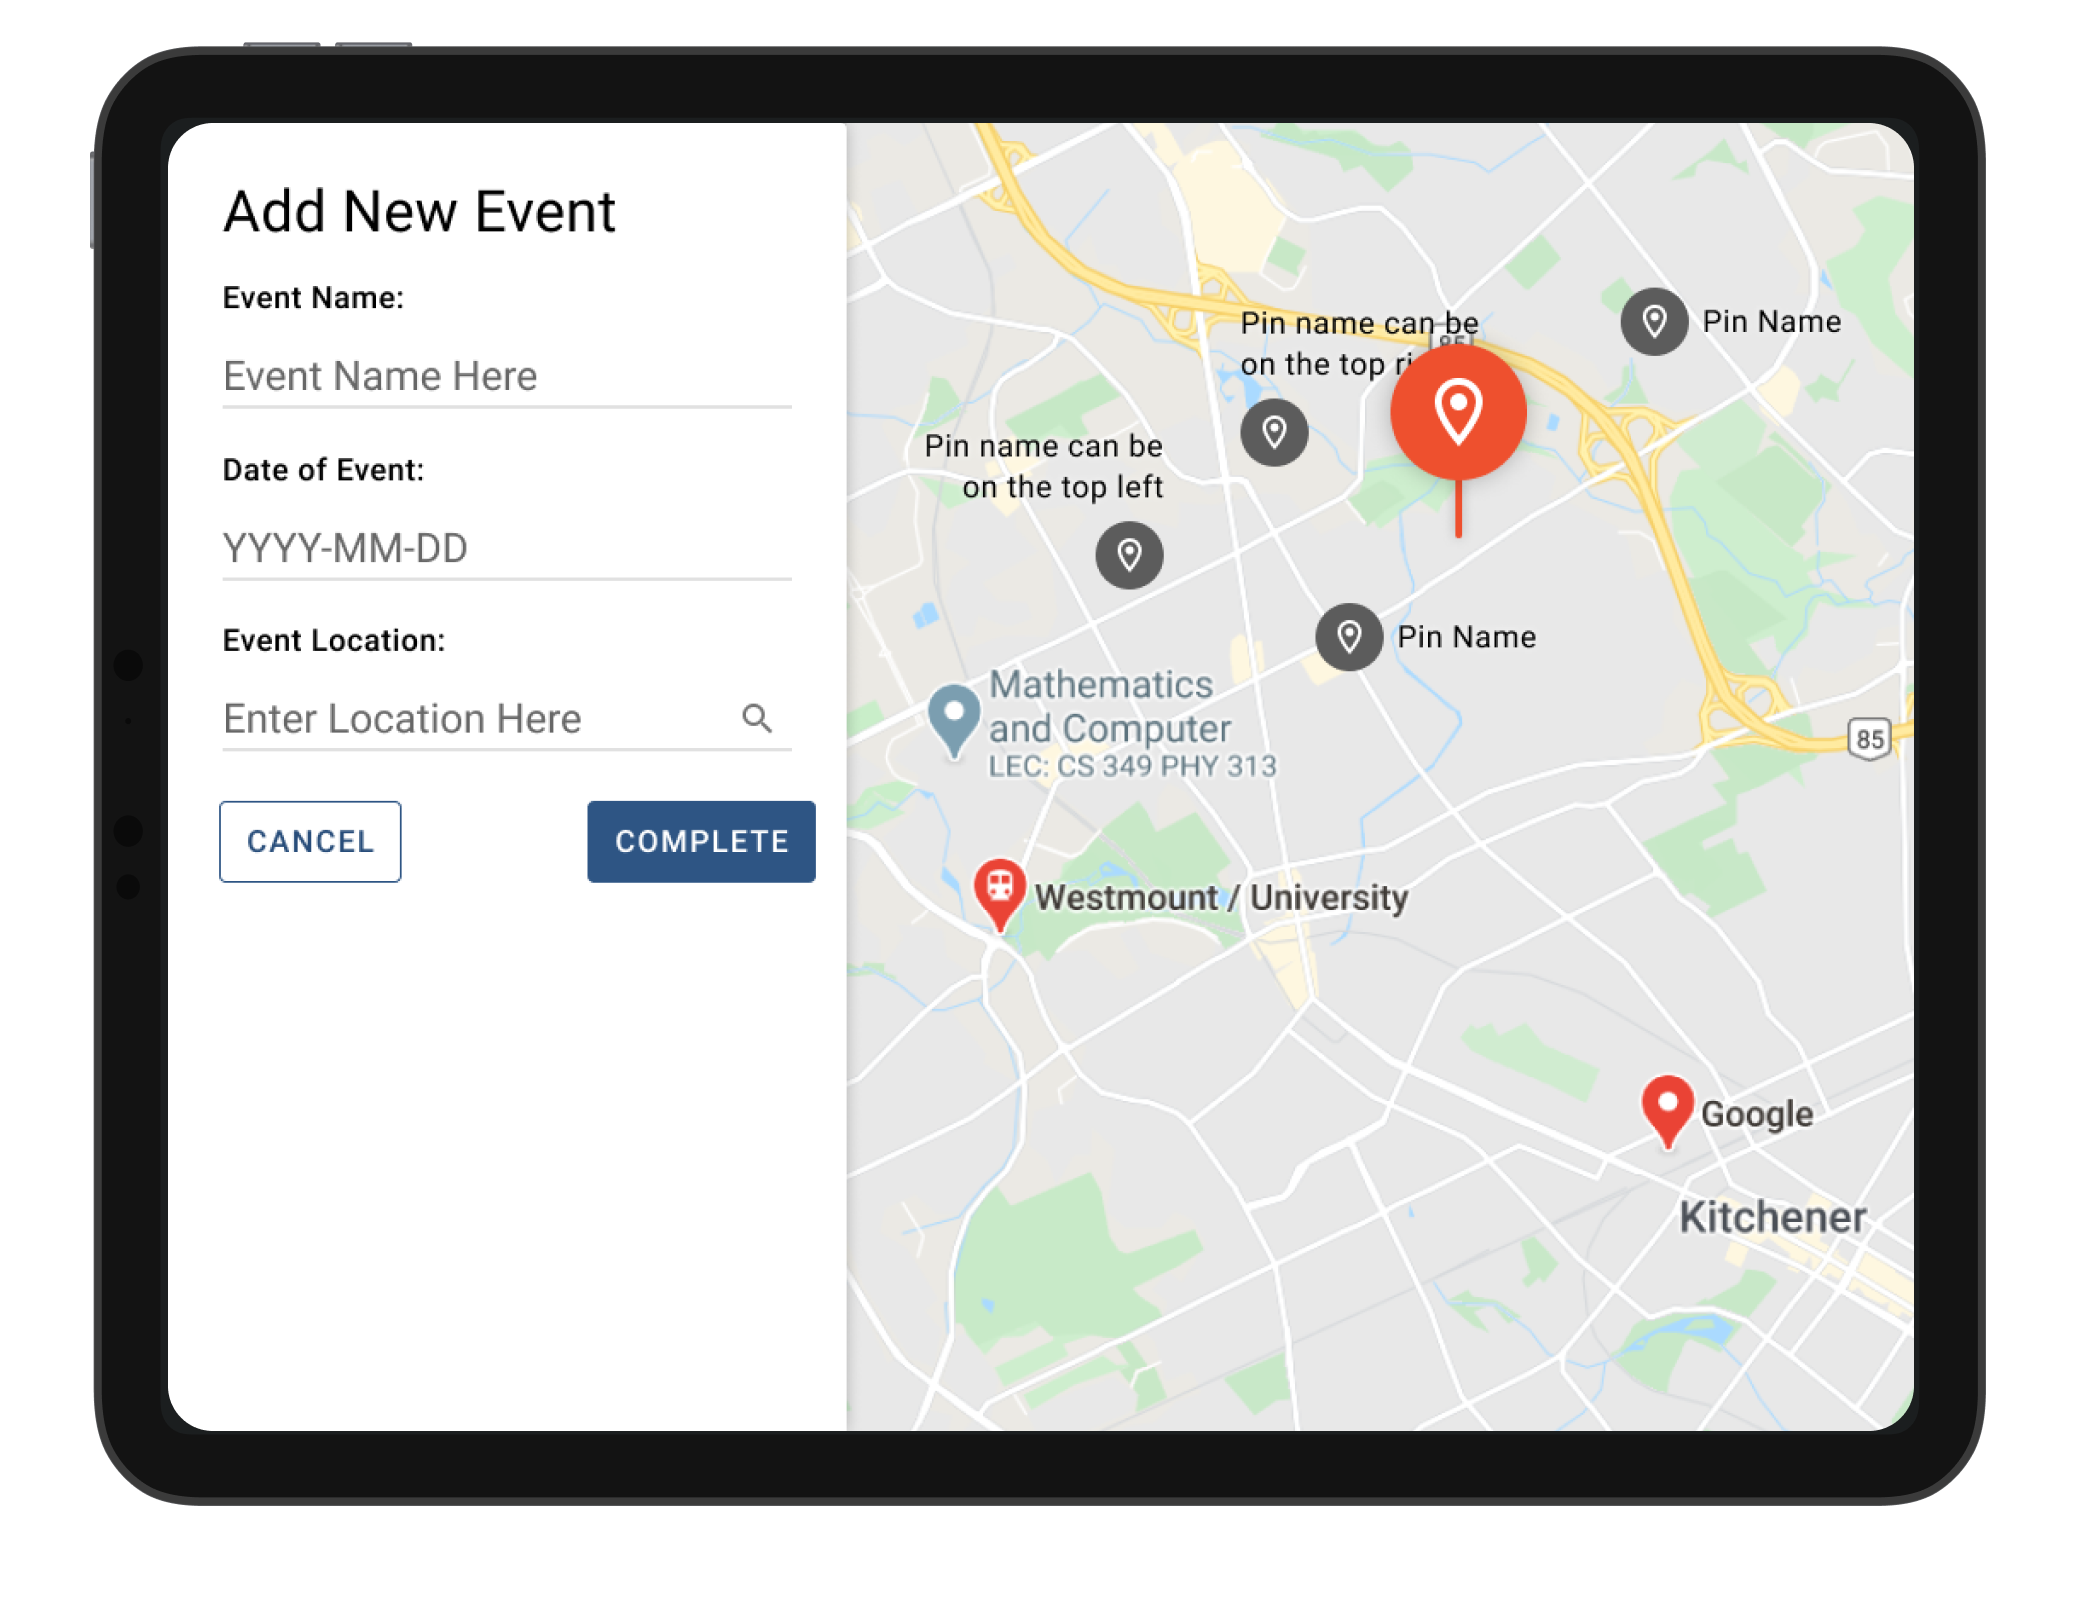 Add New Event
Event Name:
Event Name Here
Date of Event:
YYYY-MM-DD
Event Location:
Enter Location Here
CANCEL
COMPLETE
Pin name can be
on the top ri
85
Pin Name
Pin name can be
on the top left
Pin Name
Mathematics
and Computer
LEC: CS 349 PHY 313
85
Westmount / University
Google
Kitchener